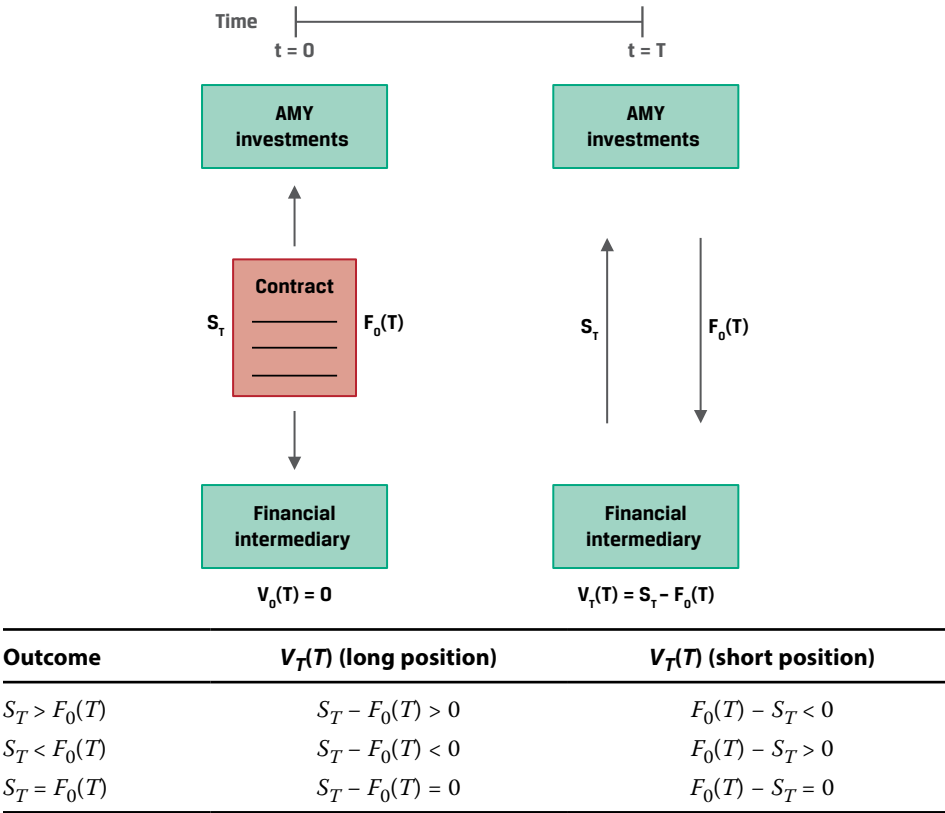 Time
t = 0 t = T
AMY investments
AMY investments
Contract
S_T F_0(T)
S_T F_0(T)
Financial intermediary
Financial intermediary
V_0(T) = 0 V_T(T) = S_T – F_0(T)
Outcome V_T(T) (long position) V_T(T) (short position)
S_T > F_0(T) S_T – F_0(T) > 0 F_0(T) – S_T < 0
S_T < F_0(T) S_T – F_0(T) < 0 F_0(T) – S_T > 0
S_T = F_0(T) S_T – F_0(T) = 0 F_0(T) – S_T = 0